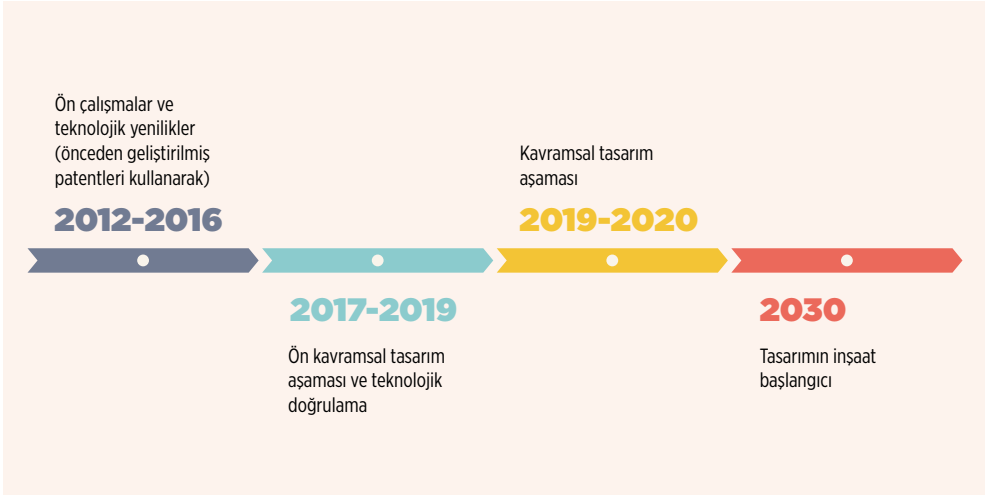 Ön çalışmalar ve
teknolojik yenilikler
(önceden geliştirilmiş
patentleri kullanarak)
2012-2016
2017-2019
Ön kavramsal tasarım
aşaması ve teknolojik
doğrulama
Kavramsal tasarım
aşaması
2019-2020
2030
Tasarımın inşaat
başlangıcı